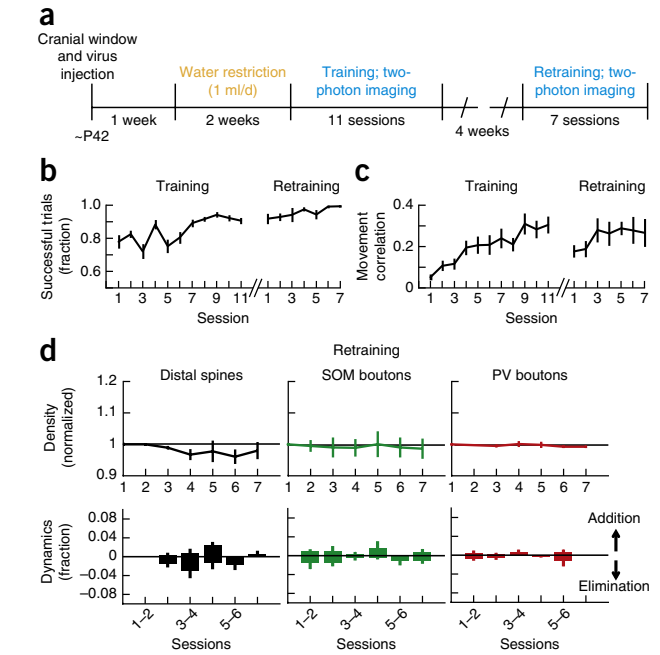 a
Cranial window
and virus
injection
Water restriction
(1 ml/d)
Training; two-
photon imaging
Retraining; two-
photon imaging
1 week
2 weeks
11 sessions
4 weeks
7 sessions
~P42
b
Training
Retraining
Successful trials
(fraction)
1.0
0.8
0.6
1 3 5 7 9 11 1 3 5 7
Session
c
Training
Retraining
Movement
correlation
0.4
0.2
0
1 3 5 7 9 11 1 3 5 7
Session
d
Retraining
Distal spines
SOM boutons
PV boutons
Density
(normalized)
1.2
1
0.9
1 2 3 4 5 6 7
1 2 3 4 5 6 7
1 2 3 4 5 6 7
Dynamics
(fraction)
0.08
0.04
0
−0.04
−0.08
Addition
Elimination
1–2 3–4 5–6
1–2 3–4 5–6
1–2 3–4 5–6
Sessions
Sessions
Sessions